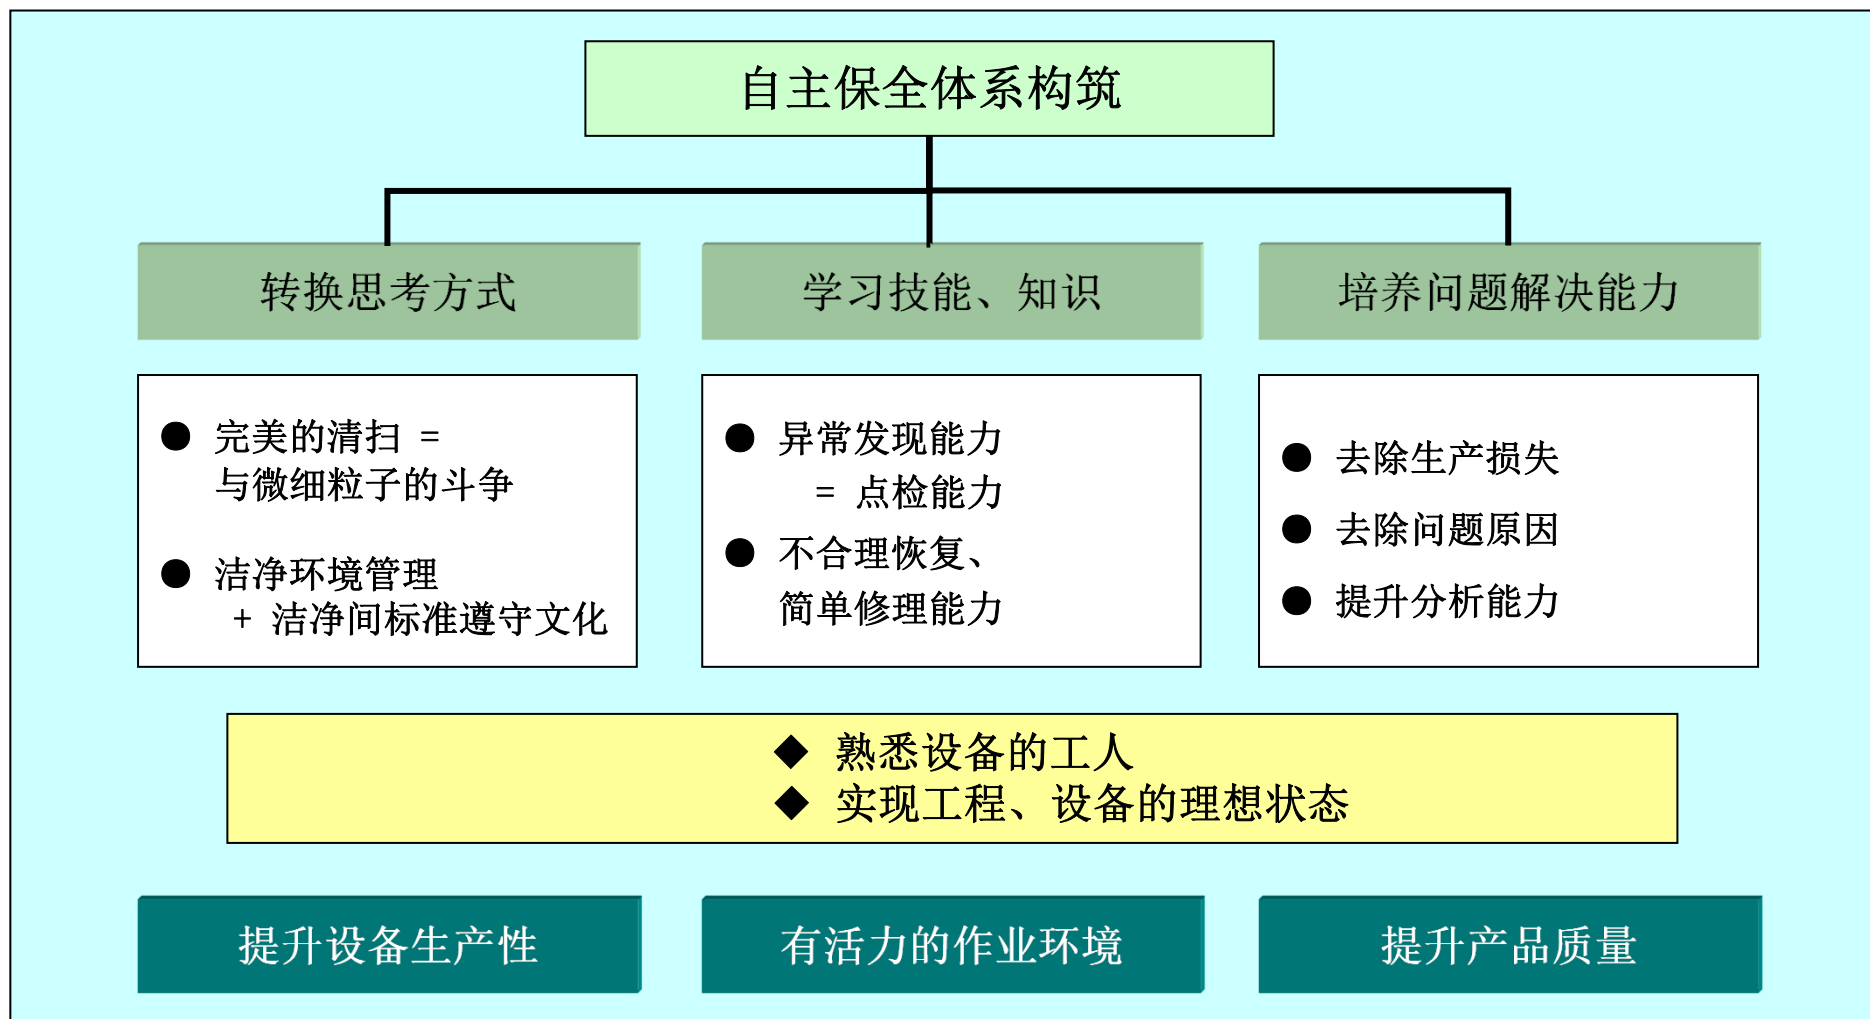 自主保全体系构筑
转换思考方式
学习技能、知识
培养问题解决能力
● 完美的清扫 =
与微细粒子的斗争
● 洁净环境管理
+ 洁净间标准遵守文化
● 异常发现能力
= 点检能力
● 不合理恢复、
简单修理能力
● 去除生产损失
● 去除问题原因
● 提升分析能力
◆ 熟悉设备的工人
◆ 实现工程、设备的理想状态
提升设备生产性
有活力的作业环境
提升产品质量